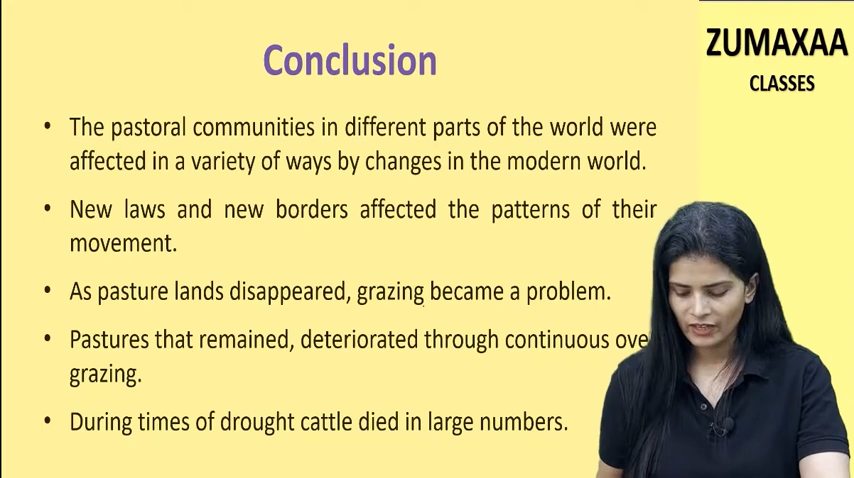 ZUMAXAA
CLASSES
Conclusion
• The pastoral communities in different parts of the world were
affected in a variety of ways by changes in the modern world.
• New laws and new borders affected the patterns of their
movement.
• As pasture lands disappeared, grazing became a problem.
• Pastures that remained, deteriorated through continuous ove
grazing.
• During times of drought cattle died in large numbers.